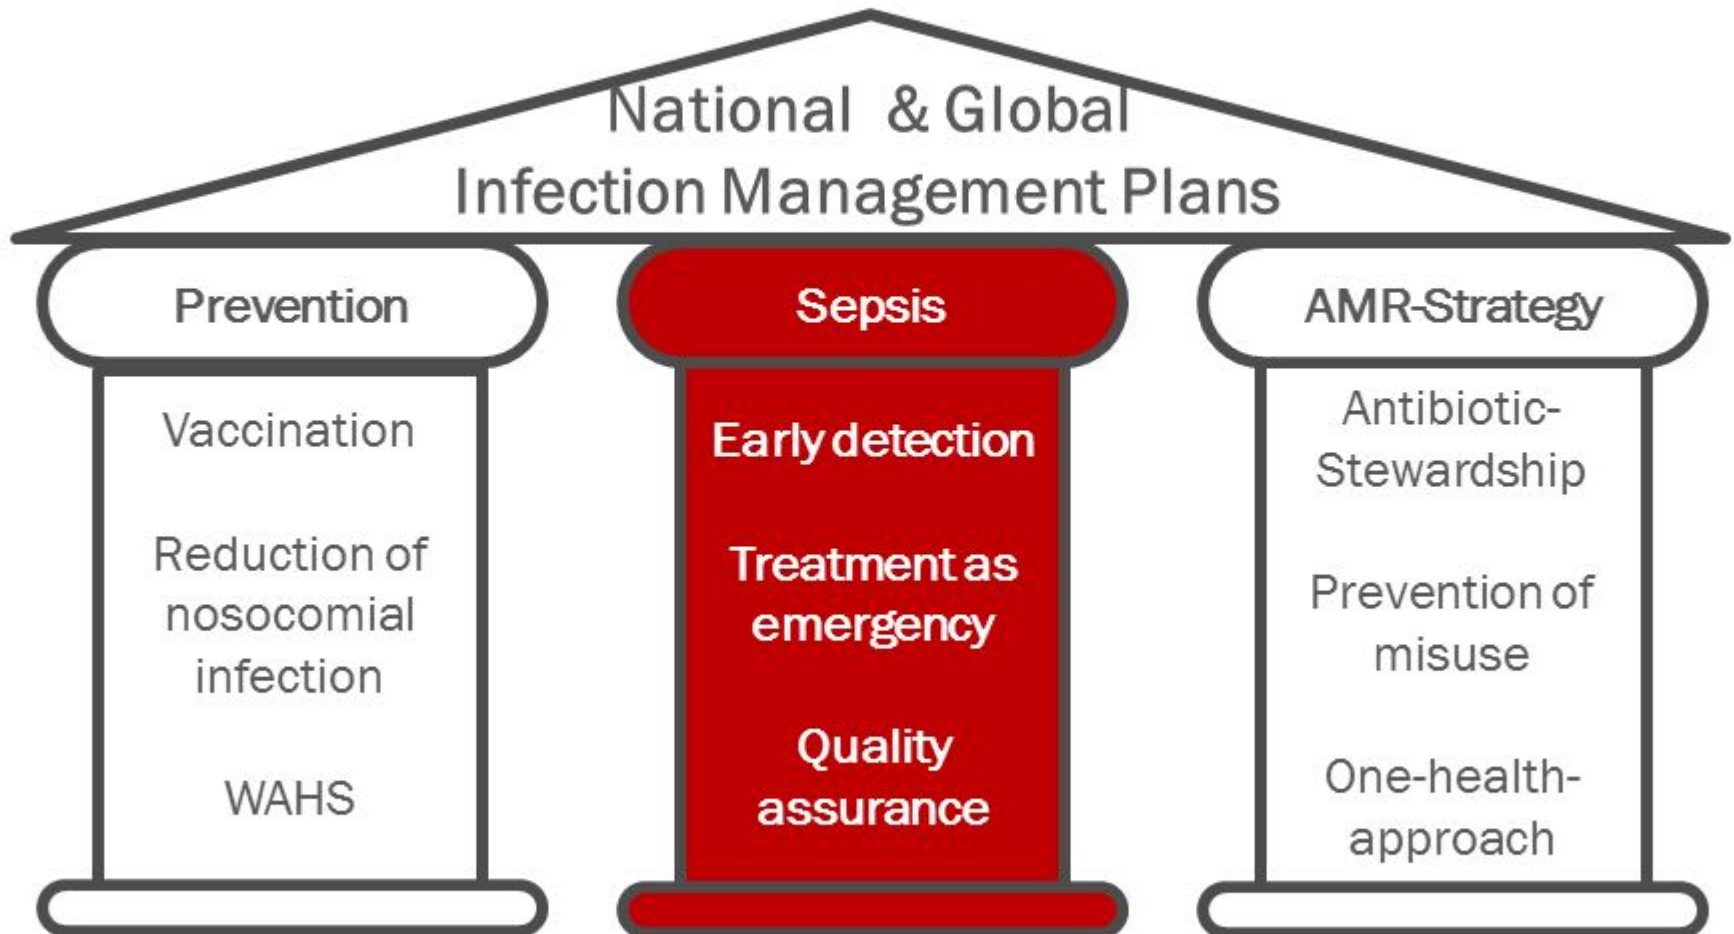 National & Global
Infection Management Plans
Prevention
Vaccination
Reduction of
nosocomial
infection
WAHS
Sepsis
Early detection
Treatment as
emergency
Quality
assurance
AMR-Strategy
Antibiotic-
Stewardship
Prevention of
misuse
One-health-
approach